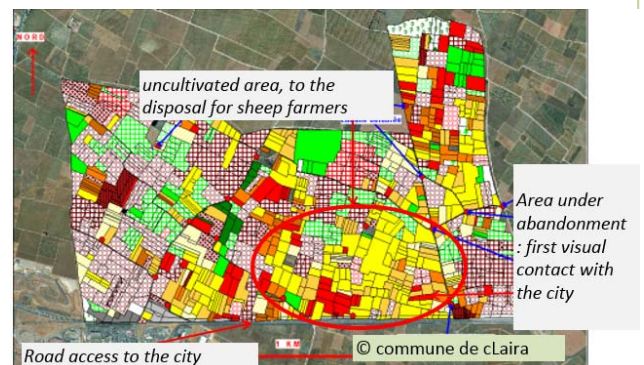 NORD
uncultivated area, to the
disposal for sheep farmers
Area under
abandonment
: first visual
contact with
the city
Road access to the city
1 KM
© commune de cLaira